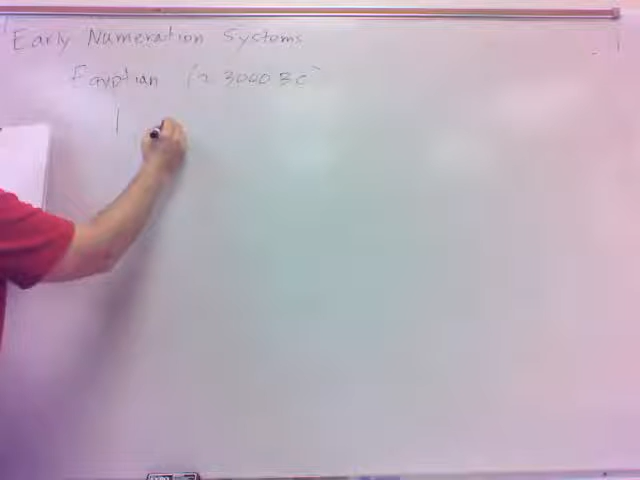 Early Numeration Systems
Egyptian (≈ 3000 BC)
|